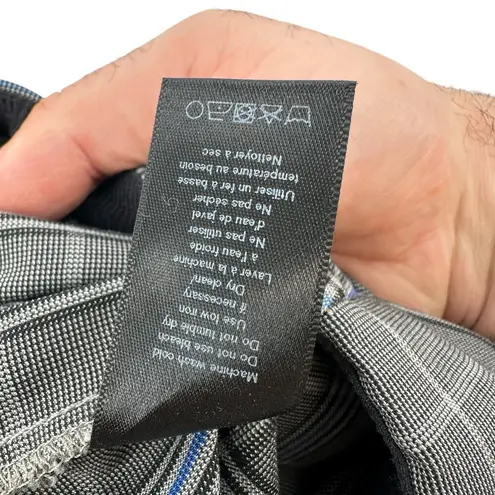 Machine wash cold
Do not use bleach
Do not tumble dry
Use low iron
if necessary
Dry clean/
Laver à la machine
à l'eau froide
Ne pas utiliser
d'eau de javel
Ne pas sécher
Utiliser un fer à basse
température au besoin
Nettoyer à sec